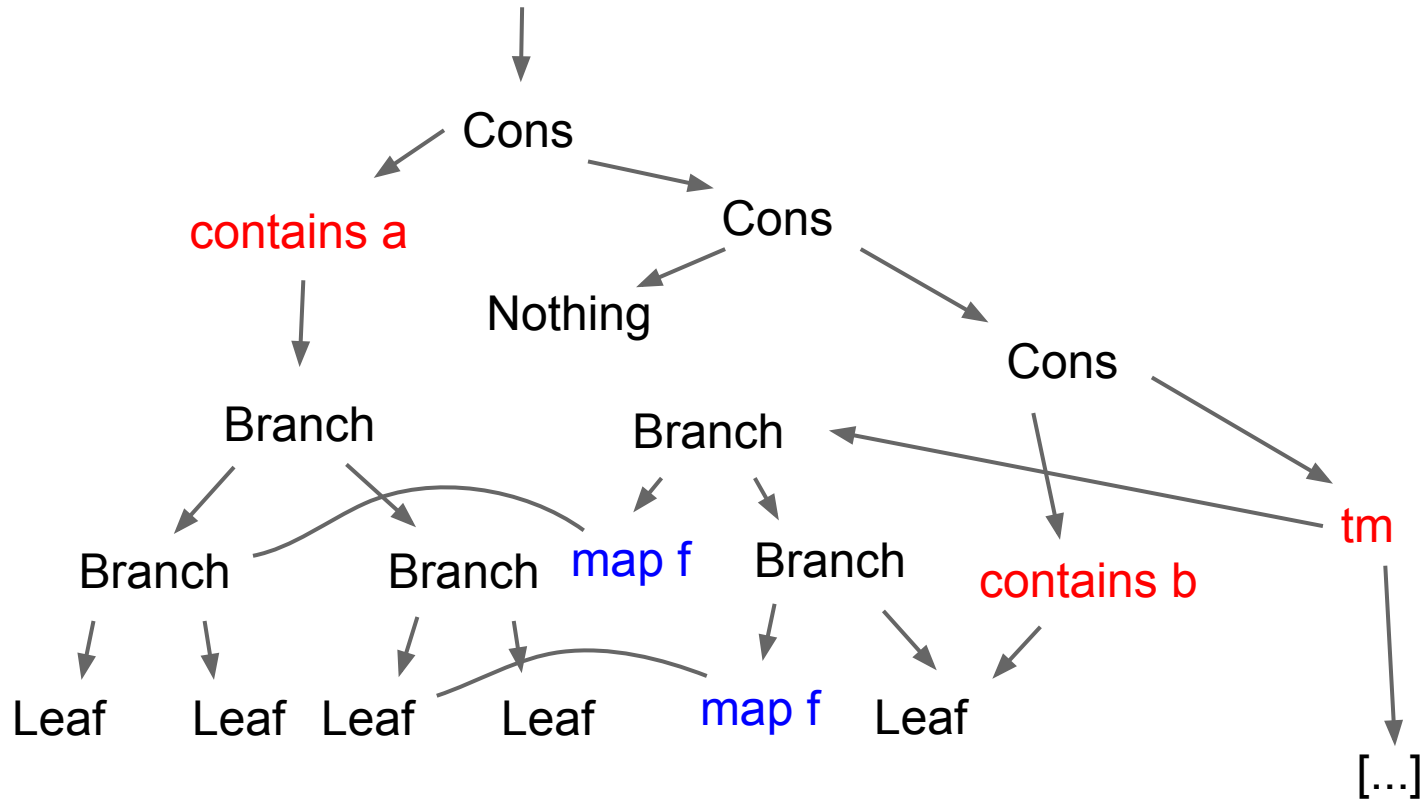 Cons
contains a
Cons
Nothing
Cons
Branch
Branch
tm
Branch
Branch
map f
Branch
contains b
Leaf
Leaf
Leaf
Leaf
map f
Leaf
[...]